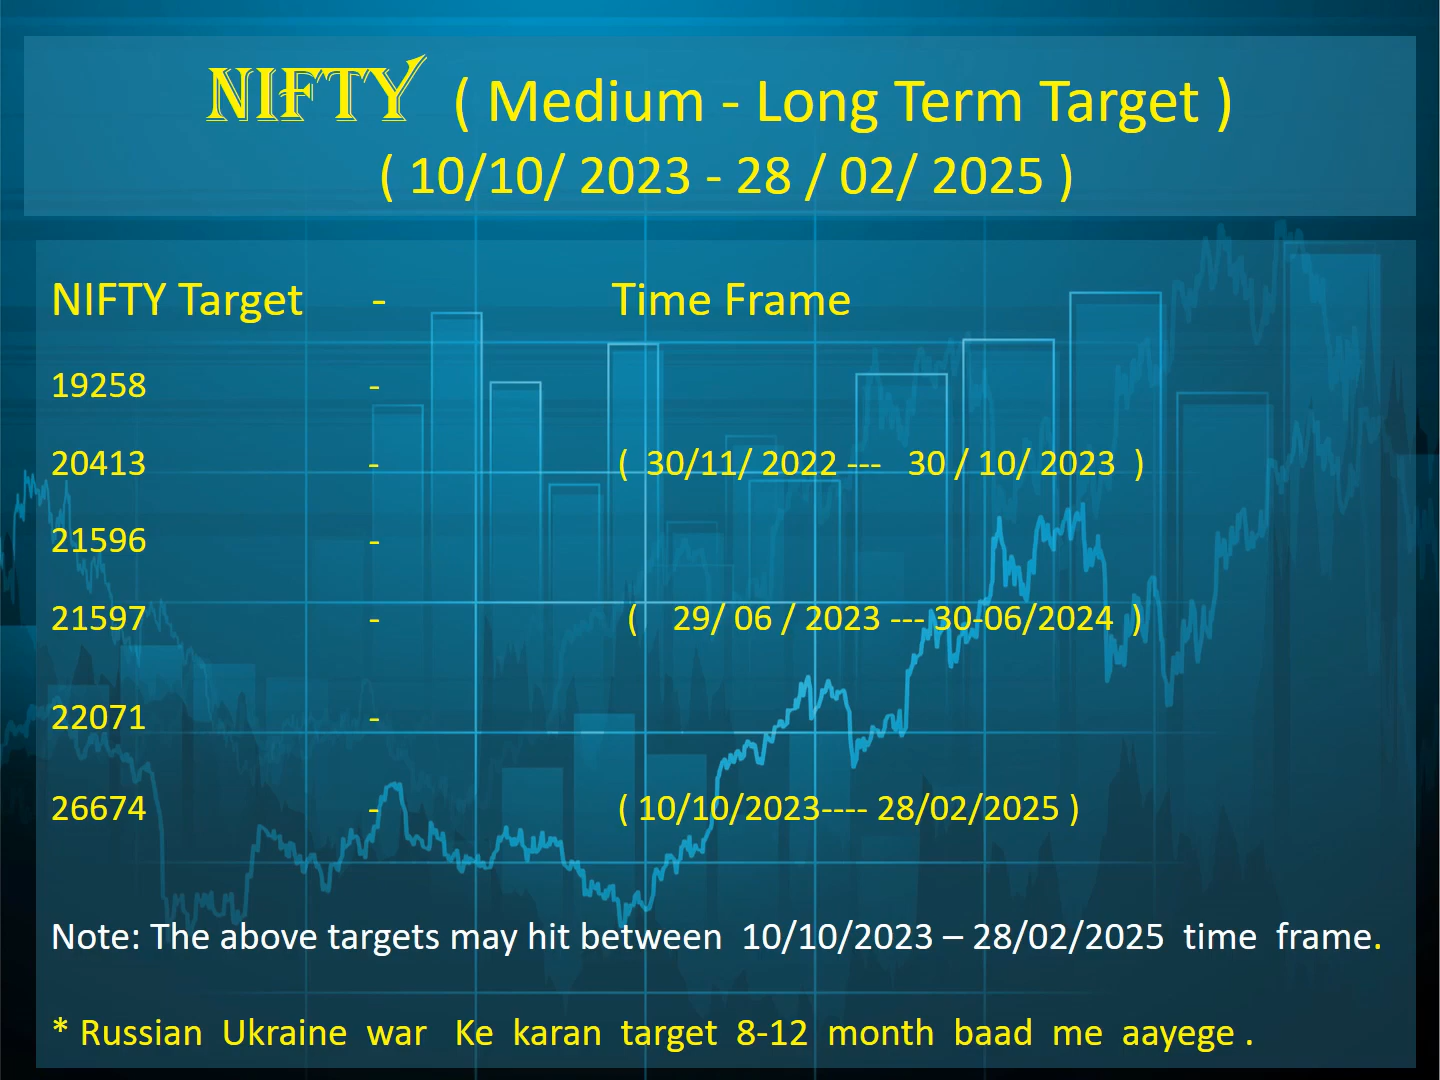 NIFTY ( Medium - Long Term Target )
( 10/10/ 2023 - 28 / 02/ 2025 )
NIFTY Target - Time Frame
19258 -
20413 - ( 30/11/ 2022 --- 30 / 10/ 2023 )
21596 -
21597 - ( 29/ 06 / 2023 --- 30-06/2024 )
22071 -
26674 - ( 10/10/2023---- 28/02/2025 )
Note: The above targets may hit between 10/10/2023 – 28/02/2025 time frame.
* Russian Ukraine war Ke karan target 8-12 month baad me aayege .